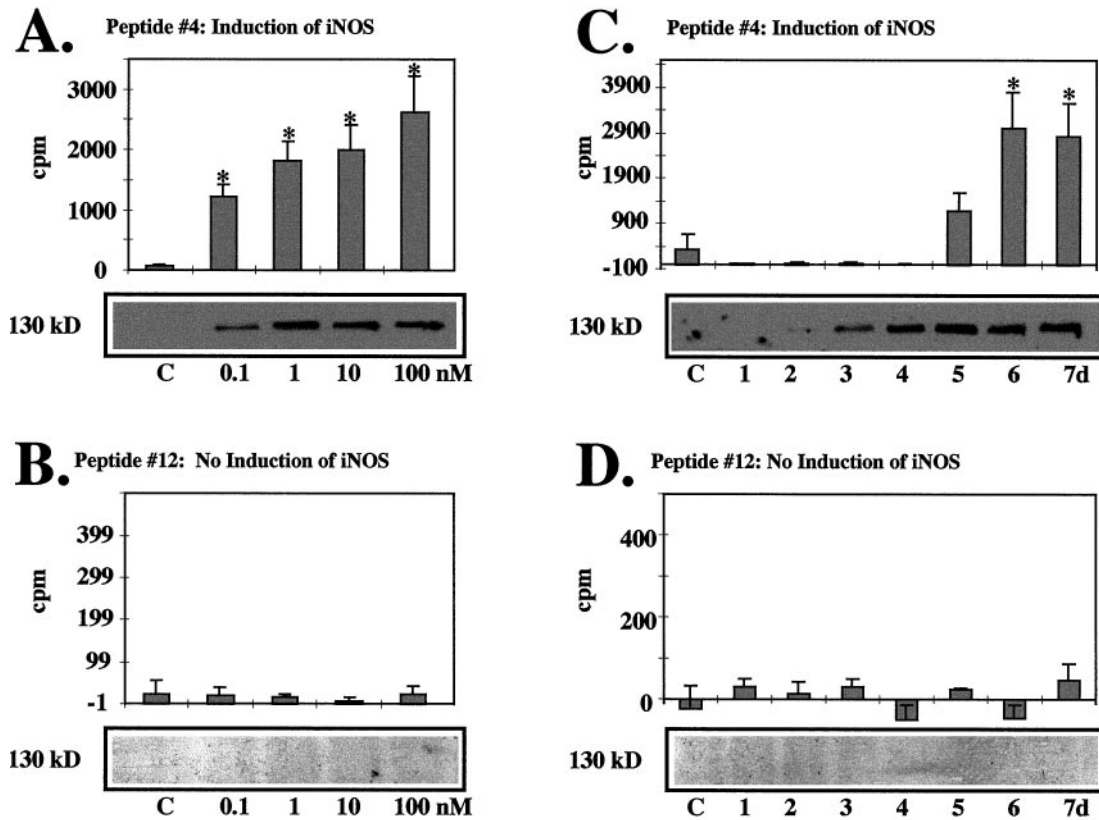 A. Peptide #4: Induction of iNOS
3000
2000
1000
0
cpm
* * * *
130 kD
C 0.1 1 10 100 nM
C. Peptide #4: Induction of iNOS
3900
2900
1900
900
-100
cpm
* *
130 kD
C 1 2 3 4 5 6 7d
B. Peptide #12: No Induction of iNOS
399
299
199
99
-1
cpm
130 kD
C 0.1 1 10 100 nM
D. Peptide #12: No Induction of iNOS
400
200
0
cpm
130 kD
C 1 2 3 4 5 6 7d